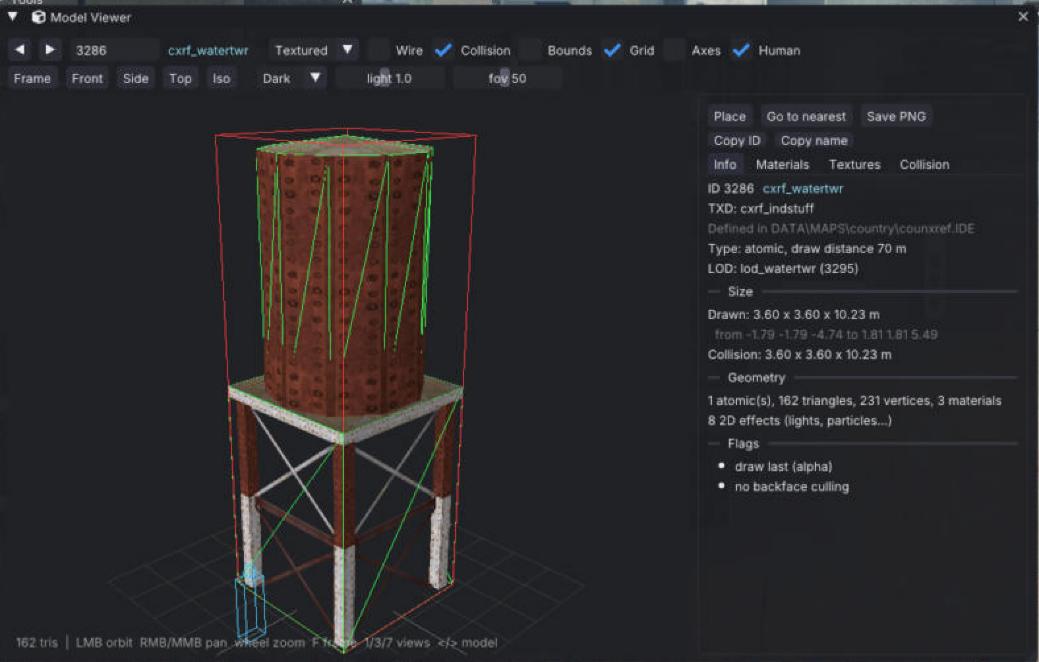 Tools
Model Viewer
3286 cxrf_watertwr Textured Wire Collision Bounds Grid Axes Human
Frame Front Side Top Iso Dark light 1.0 fov 50
Place Go to nearest Save PNG
Copy ID Copy name
Info Materials Textures Collision
ID 3286 cxrf_watertwr
TXD: cxrf_indstuff
Defined in DATA\MAPS\country\counxref.IDE
Type: atomic, draw distance 70 m
LOD: lod_watertwr (3295)
Size
Drawn: 3.60 x 3.60 x 10.23 m
from -1.79 -1.79 -4.74 to 1.81 1.81 5.49
Collision: 3.60 x 3.60 x 10.23 m
Geometry
1 atomic(s), 162 triangles, 231 vertices, 3 materials
8 2D effects (lights, particles...)
Flags
draw last (alpha)
no backface culling
162 tris | LMB orbit RMB/MMB pan wheel zoom F frame 1/3/7 views </> model